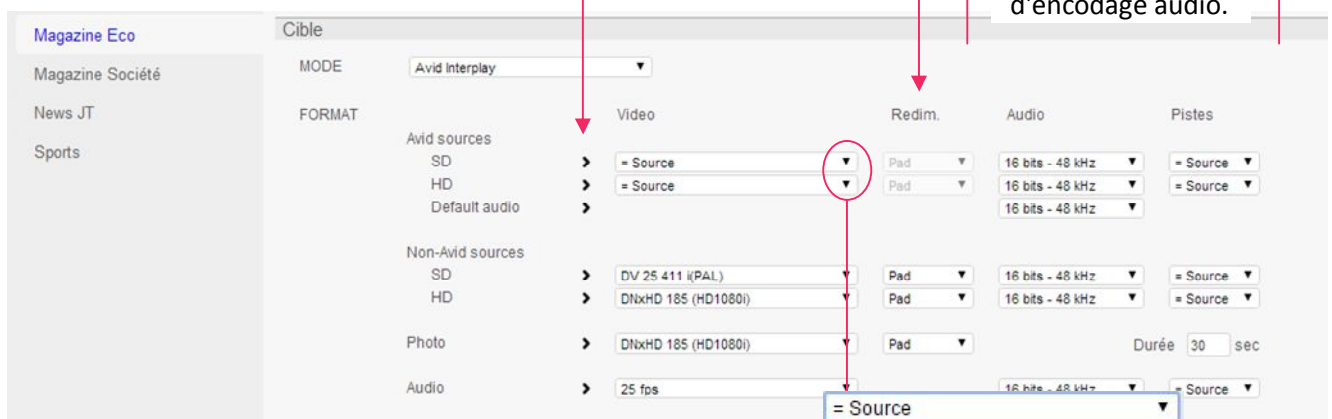 d'encodage audio.
Magazine Eco
Magazine Société
News JT
Sports
Cible
MODE Avid Interplay
FORMAT Video Redim. Audio Pistes
Avid sources
SD = Source Pad 16 bits - 48 kHz = Source
HD = Source Pad 16 bits - 48 kHz = Source
Default audio 16 bits - 48 kHz
Non-Avid sources
SD DV 25 411 i(PAL) Pad 16 bits - 48 kHz = Source
HD DNxHD 185 (HD1080i) Pad 16 bits - 48 kHz = Source
Photo DNxHD 185 (HD1080i) Pad Durée 30 sec
Audio 25 fps 16 bits - 48 kHz = Source
= Source